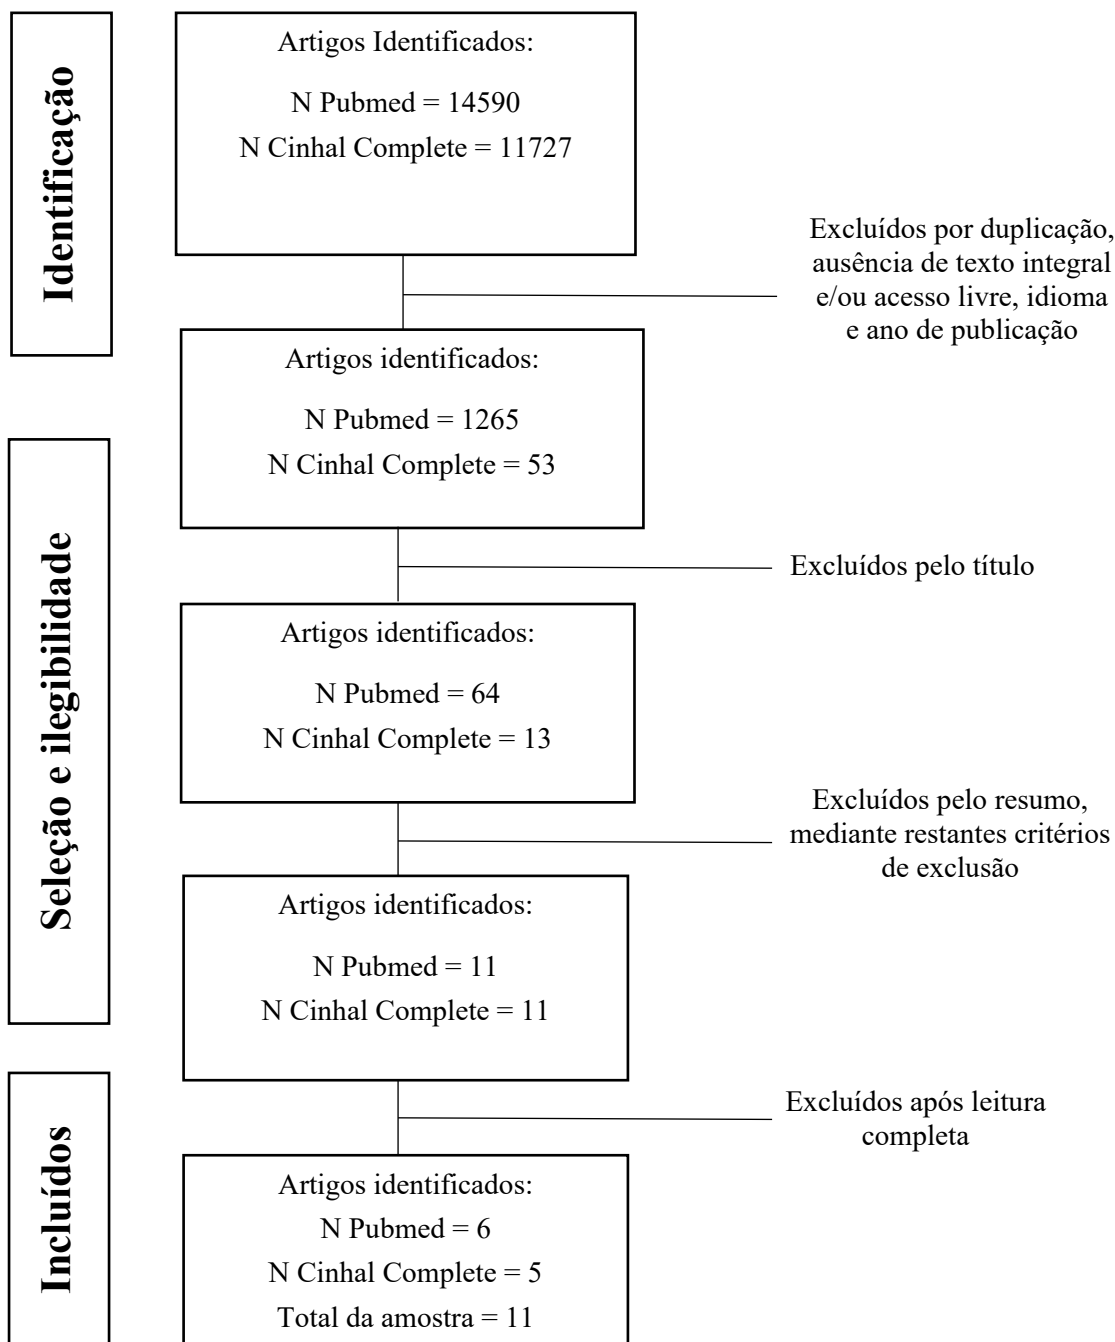 Identificação
Artigos Identificados:
N Pubmed = 14590
N Cinhal Complete = 11727
Excluídos por duplicação,
ausência de texto integral
e/ou acesso livre, idioma
e ano de publicação
Seleção e ilegibilidade
Artigos identificados:
N Pubmed = 1265
N Cinhal Complete = 53
Excluídos pelo título
Artigos identificados:
N Pubmed = 64
N Cinhal Complete = 13
Excluídos pelo resumo,
mediante restantes critérios
de exclusão
Artigos identificados:
N Pubmed = 11
N Cinhal Complete = 11
Excluídos após leitura
completa
Incluídos
Artigos identificados:
N Pubmed = 6
N Cinhal Complete = 5
Total da amostra = 11